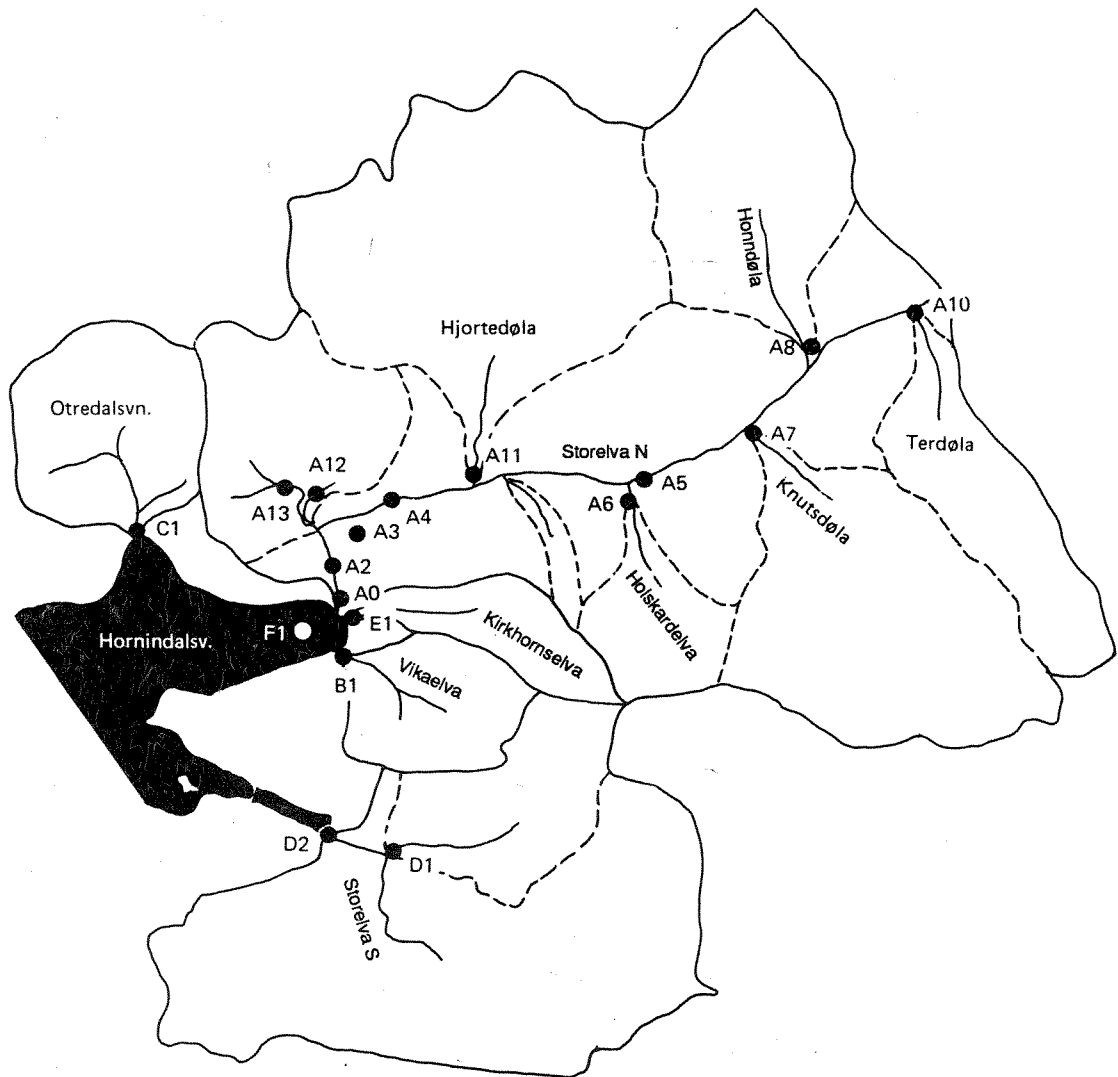 Honndøla
A10
Hjortedøla
A8
Otredalsvn.
A7
Terdøla
Storelva N
A11
A12
A5
Knutsdøla
A6
A13
A4
C1
A3
A2
Holskardelva
A0
E1
F1
Hornindalsv.
Kirkhornselva
Vikaelva
B1
D2
D1
Storelva S